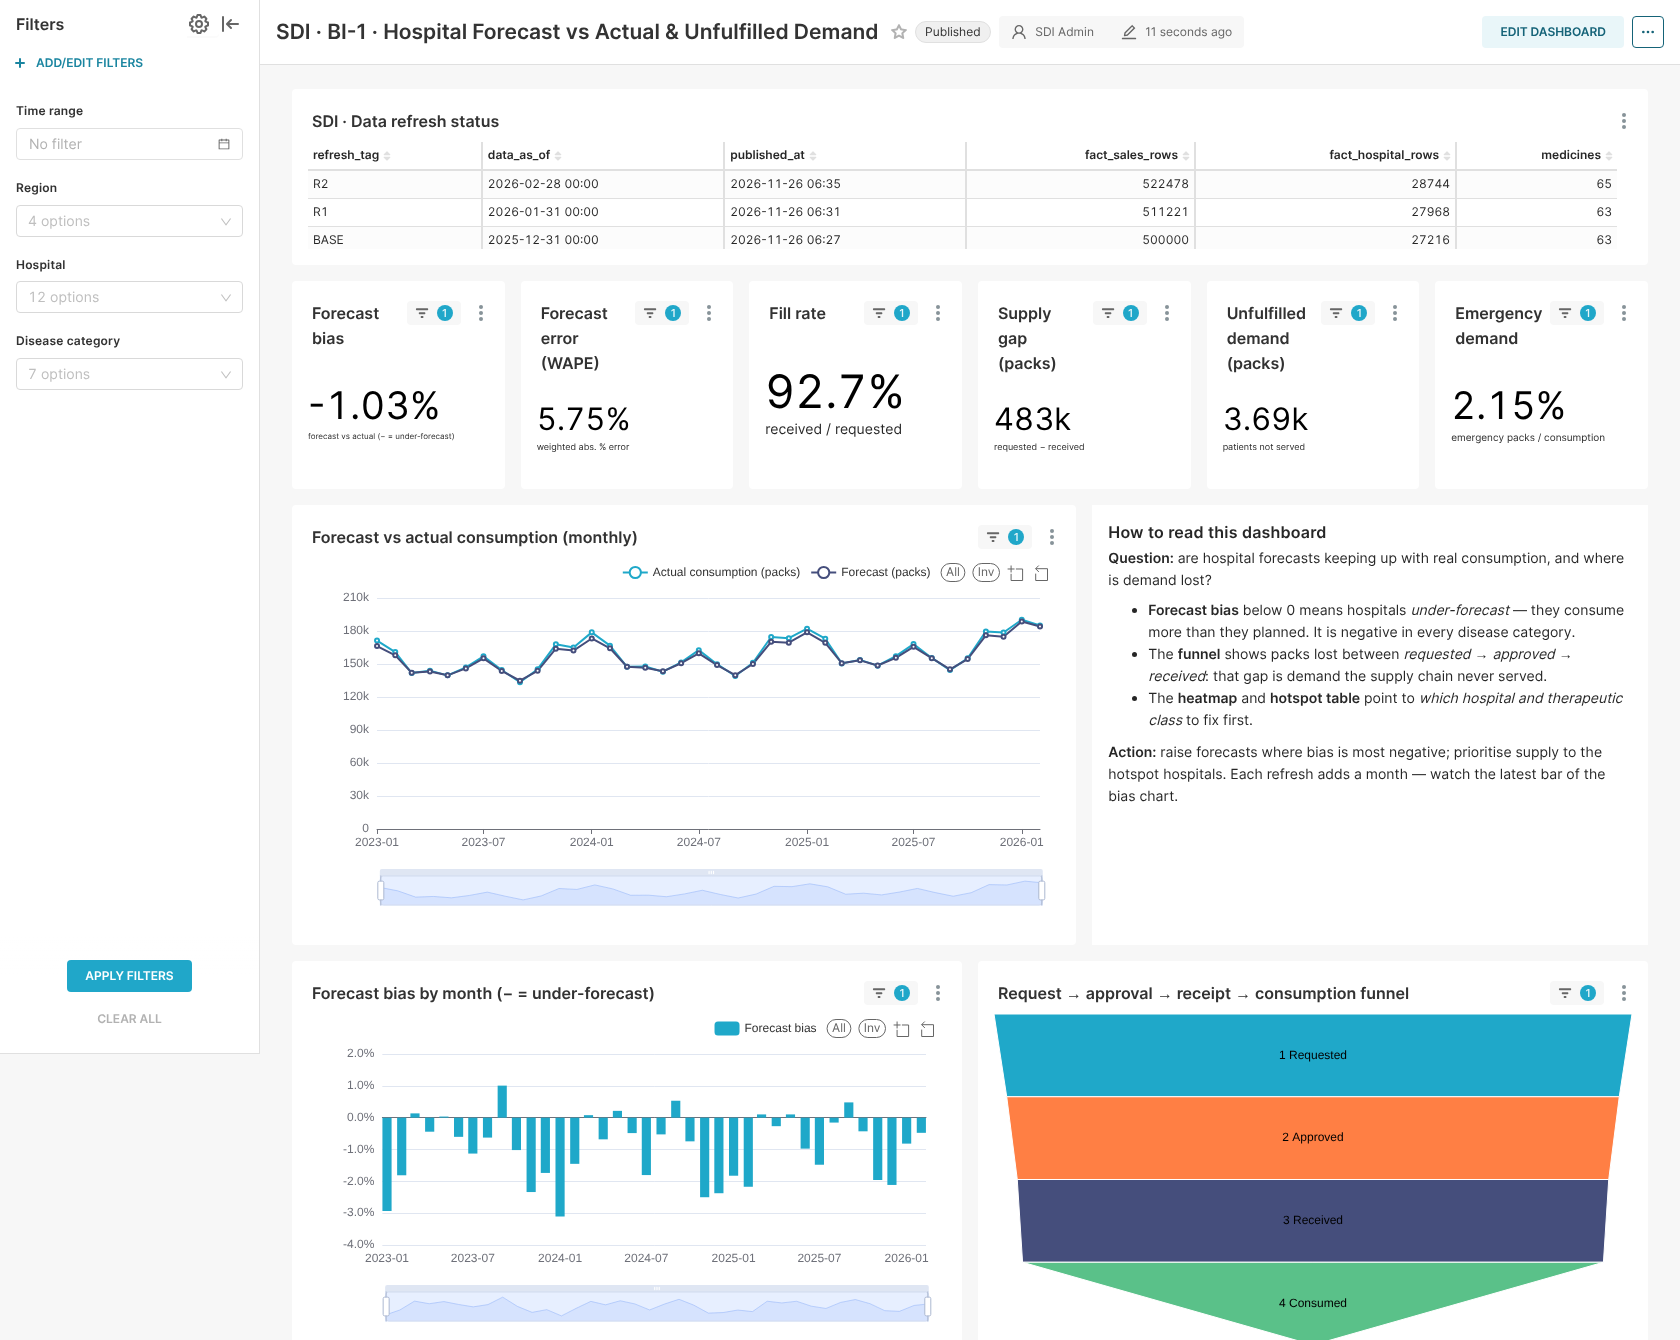 Filters
ADD/EDIT FILTERS
Time range
No filter
Region
4 options
Hospital
12 options
Disease category
7 options
APPLY FILTERS
CLEAR ALL
SDI · BI-1 · Hospital Forecast vs Actual & Unfulfilled Demand
Published
SDI Admin
11 seconds ago
EDIT DASHBOARD
SDI · Data refresh status
refresh_tag data_as_of published_at fact_sales_rows fact_hospital_rows medicines
R2 2026-02-28 00:00 2026-11-26 06:35 522478 28744 65
R1 2026-01-31 00:00 2026-11-26 06:31 511221 27968 63
BASE 2025-12-31 00:00 2026-11-26 06:27 500000 27216 63
Forecast
bias
1
-1.03%
forecast vs actual (− = under-forecast)
Forecast
error
(WAPE)
1
5.75%
weighted abs. % error
Fill rate
1
92.7%
received / requested
Supply
gap
(packs)
1
483k
requested − received
Unfulfilled
demand
(packs)
1
3.69k
patients not served
Emergency
demand
1
2.15%
emergency packs / consumption
Forecast vs actual consumption (monthly)
1
Actual consumption (packs) Forecast (packs) All Inv
210k
180k
150k
120k
90k
60k
30k
0
2023-01 2023-07 2024-01 2024-07 2025-01 2025-07 2026-01
How to read this dashboard
Question: are hospital forecasts keeping up with real consumption, and where
is demand lost?
• Forecast bias below 0 means hospitals under-forecast — they consume
more than they planned. It is negative in every disease category.
• The funnel shows packs lost between requested → approved →
received: that gap is demand the supply chain never served.
• The heatmap and hotspot table point to which hospital and therapeutic
class to fix first.
Action: raise forecasts where bias is most negative; prioritise supply to the
hotspot hospitals. Each refresh adds a month — watch the latest bar of the
bias chart.
Forecast bias by month (− = under-forecast)
1
Forecast bias All Inv
2.0%
1.0%
0.0%
-1.0%
-2.0%
-3.0%
-4.0%
2023-01 2023-07 2024-01 2024-07 2025-01 2025-07 2026-01
Request → approval → receipt → consumption funnel
1
1 Requested
2 Approved
3 Received
4 Consumed